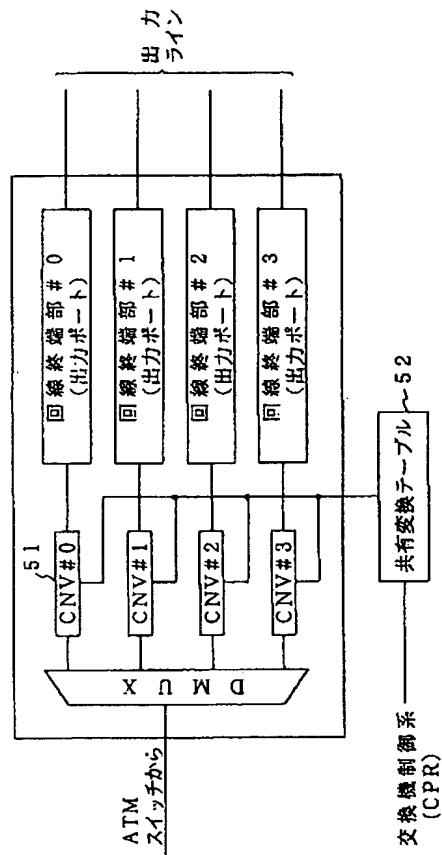 ATM
スイッチから
DMUX
51
CNV#0
CNV#1
CNV#2
CNV#3
回線終端部#0
(出力ポート)
回線終端部#1
(出力ポート)
回線終端部#2
(出力ポート)
回線終端部#3
(出力ポート)
出力
ライン
交換機制御系
(CPR)
共有変換テーブル
52